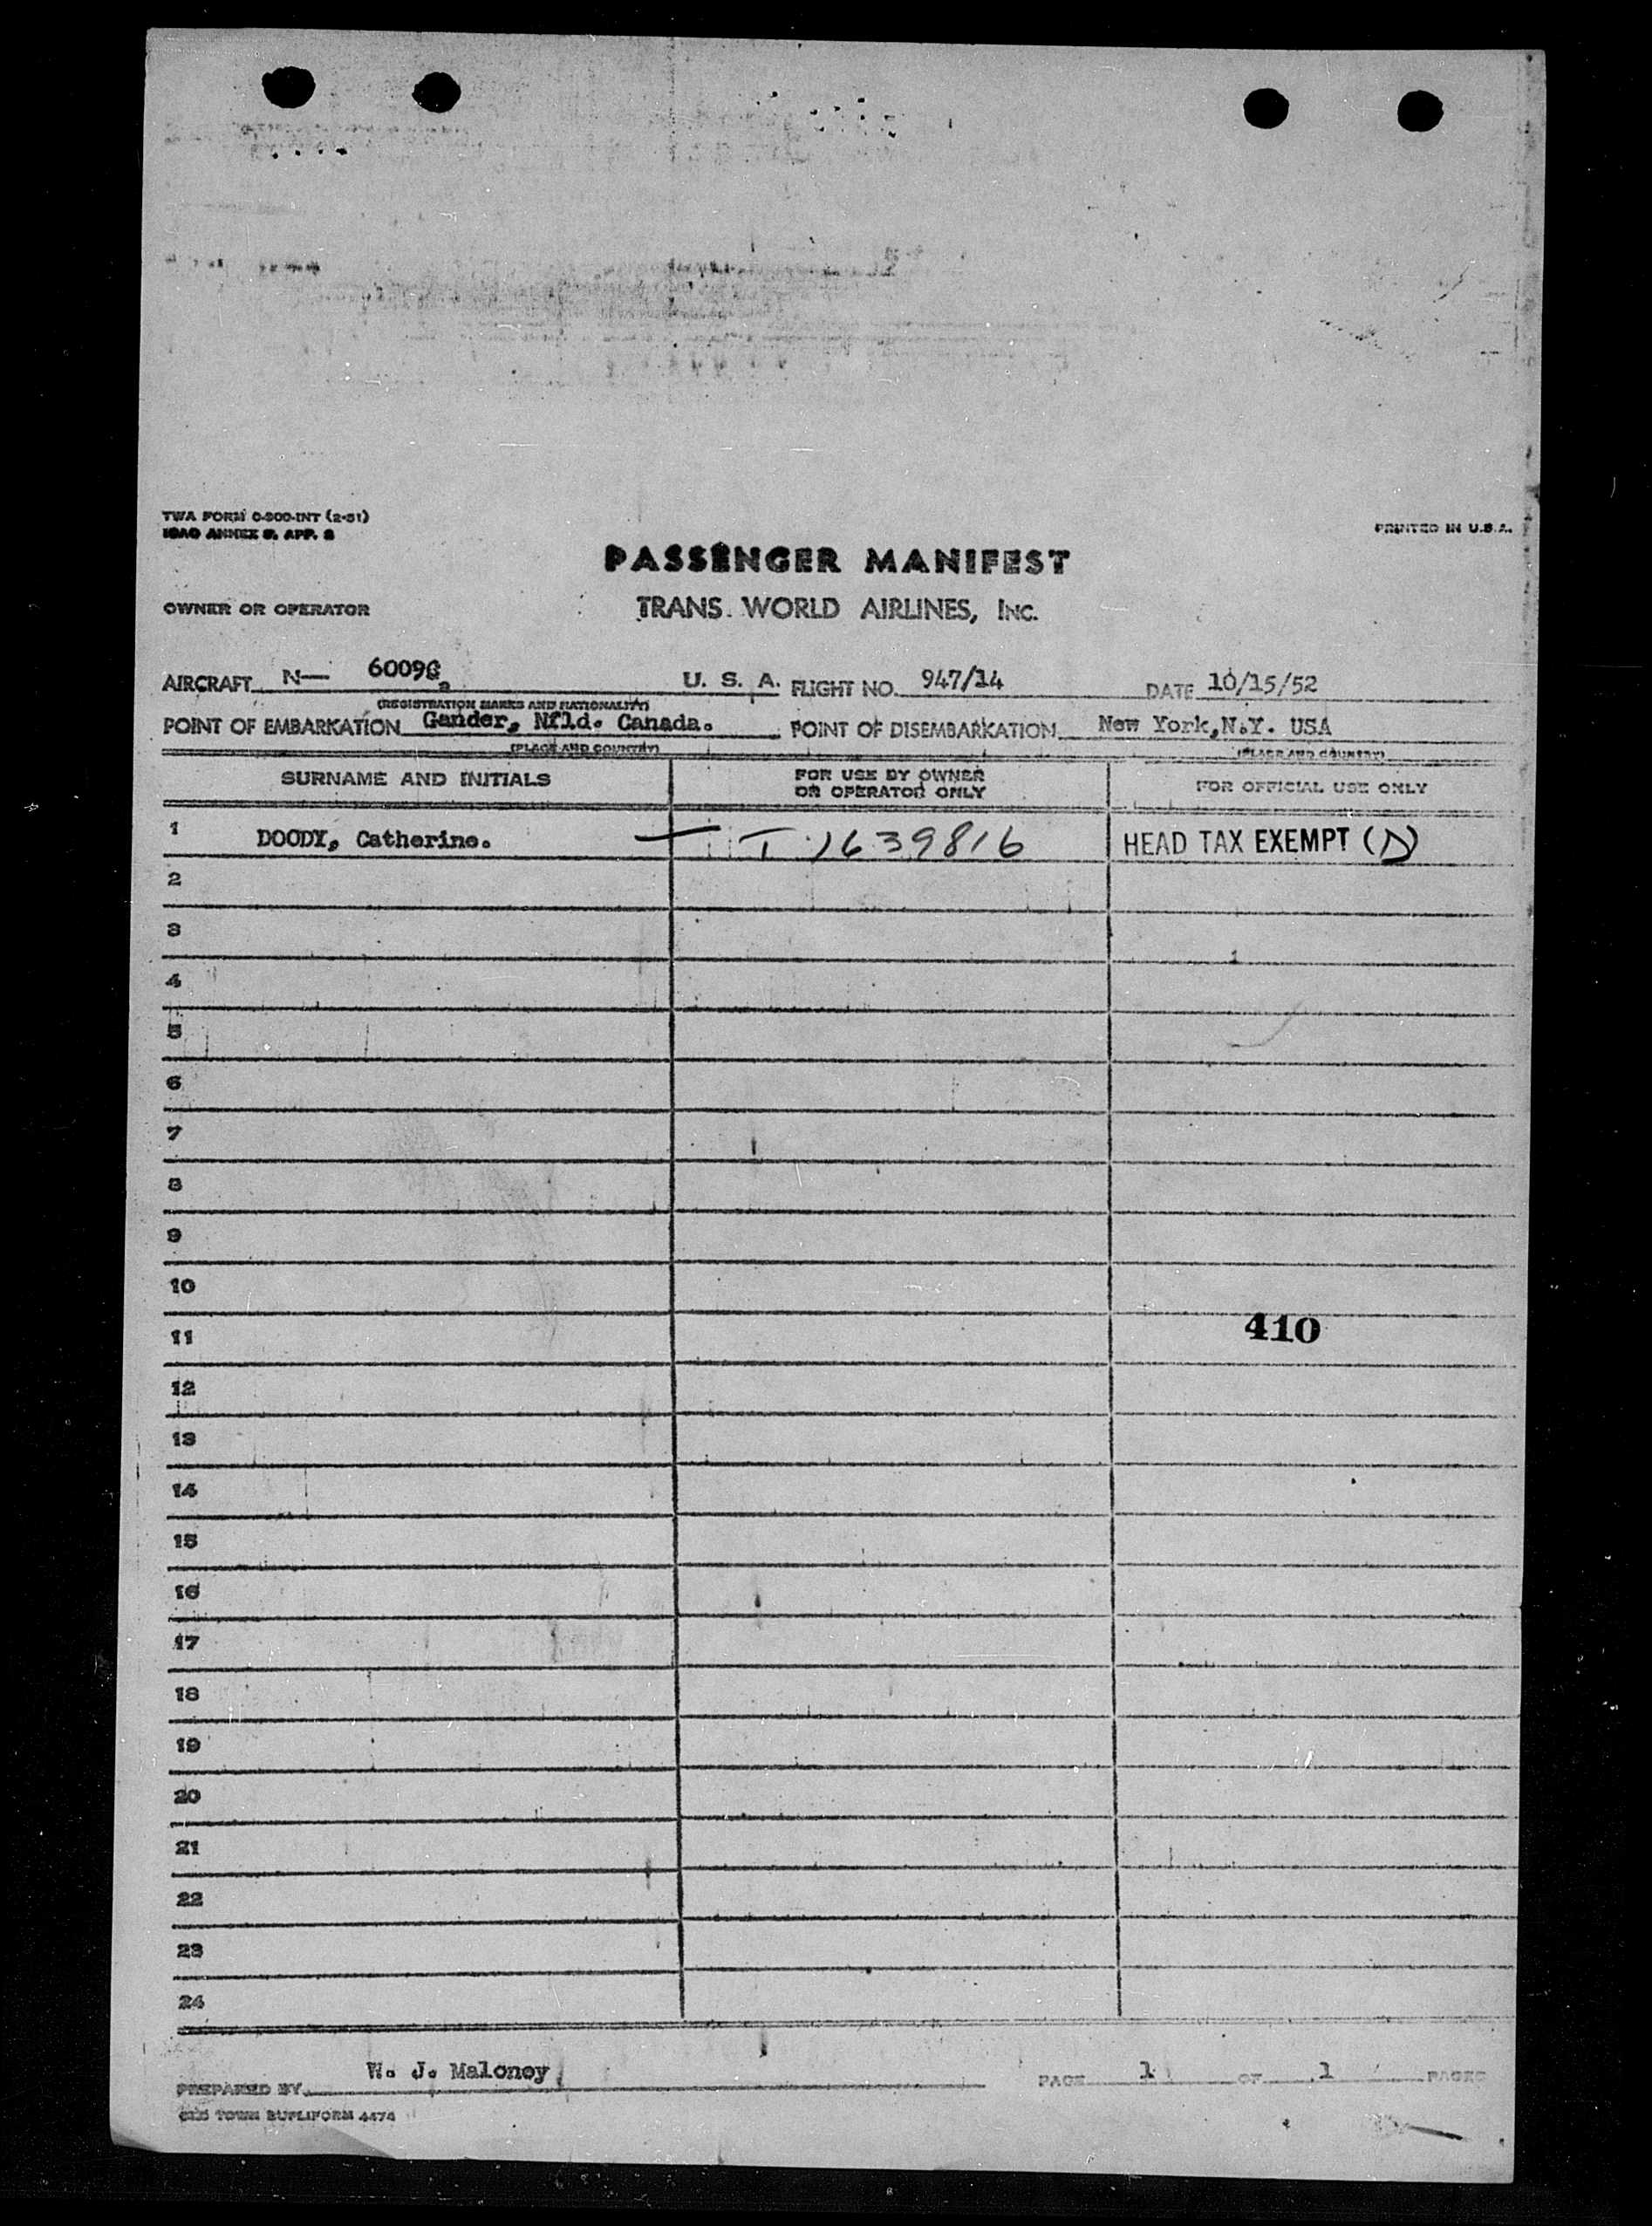 TWA FORM O-300-INT (2-51)
ICAO ANNEX 9. APP. 2
PRINTED IN U.S.A.
PASSENGER MANIFEST
OWNER OR OPERATOR
TRANS WORLD AIRLINES, INC.
AIRCRAFT N— U. S. A. FLIGHT NO. 947/14 DATE 10/15/52
(REGISTRATION MARKS AND NATIONALITY)
POINT OF EMBARKATION Gander, Nfld. Canada. POINT OF DISEMBARKATION New York,N.Y. USA
(PLACE AND COUNTRY) (PLACE AND COUNTRY)
SURNAME AND INITIALS FOR USE BY OWNER OR OPERATOR ONLY FOR OFFICIAL USE ONLY
1 DOODY, Catherine. — T 1639816 HEAD TAX EXEMPT (D)
2
3
4
5
6
7
8
9
10
11 410
12
13
14
15
16
17
18
19
20
21
22
23
24
PREPARED BY W. J. Maloney PAGE 1 OF 1 PAGES
OLD TOWN DUPLIFORM 4474